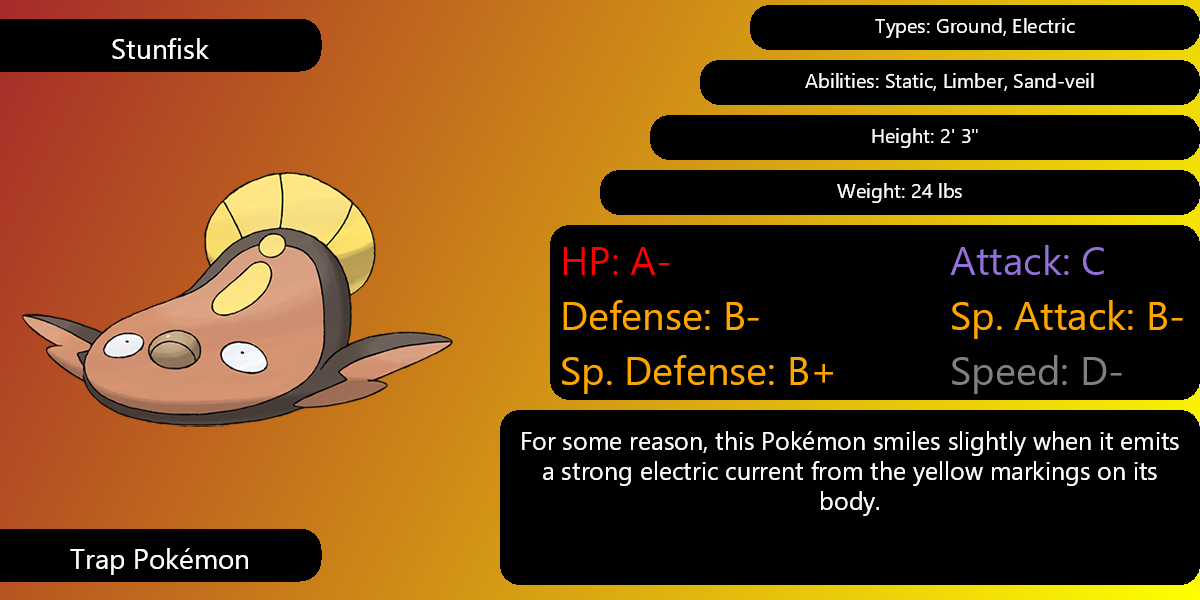 Stunfisk
Types: Ground, Electric
Abilities: Static, Limber, Sand-veil
Height: 2' 3"
Weight: 24 lbs
HP: A-
Attack: C
Defense: B-
Sp. Attack: B-
Sp. Defense: B+
Speed: D-
For some reason, this Pokémon smiles slightly when it emits
a strong electric current from the yellow markings on its
body.
Trap Pokémon